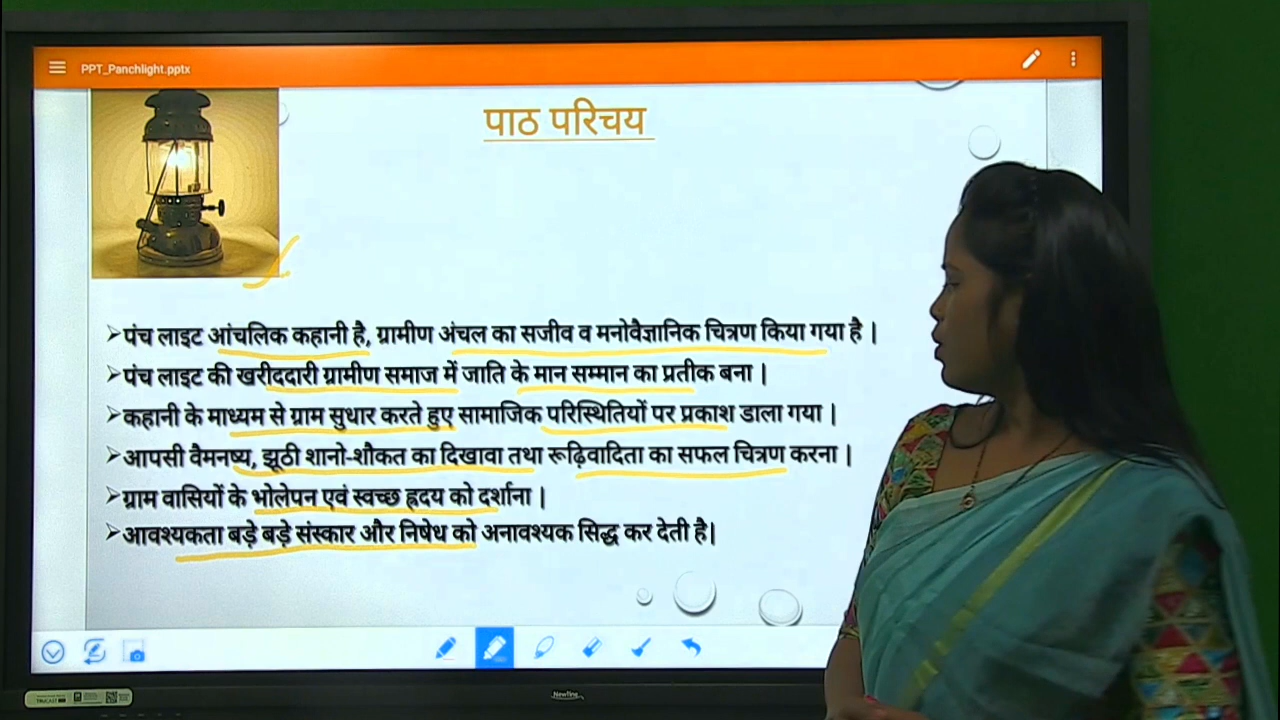 PPT_Panchlight.pptx
पाठ परिचय
➢पंच लाइट आंचलिक कहानी है, ग्रामीण अंचल का सजीव व मनोवैज्ञानिक चित्रण किया गया है |
➢पंच लाइट की खरीददारी ग्रामीण समाज में जाति के मान सम्मान का प्रतीक बना |
➢कहानी के माध्यम से ग्राम सुधार करते हुए सामाजिक परिस्थितियों पर प्रकाश डाला गया |
➢आपसी वैमनष्य, झूठी शानो-शौकत का दिखावा तथा रूढ़िवादिता का सफल चित्रण करना |
➢ग्राम वासियों के भोलेपन एवं स्वच्छ ह्रदय को दर्शाना |
➢आवश्यकता बड़े बड़े संस्कार और निषेध को अनावश्यक सिद्ध कर देती है|
Newline